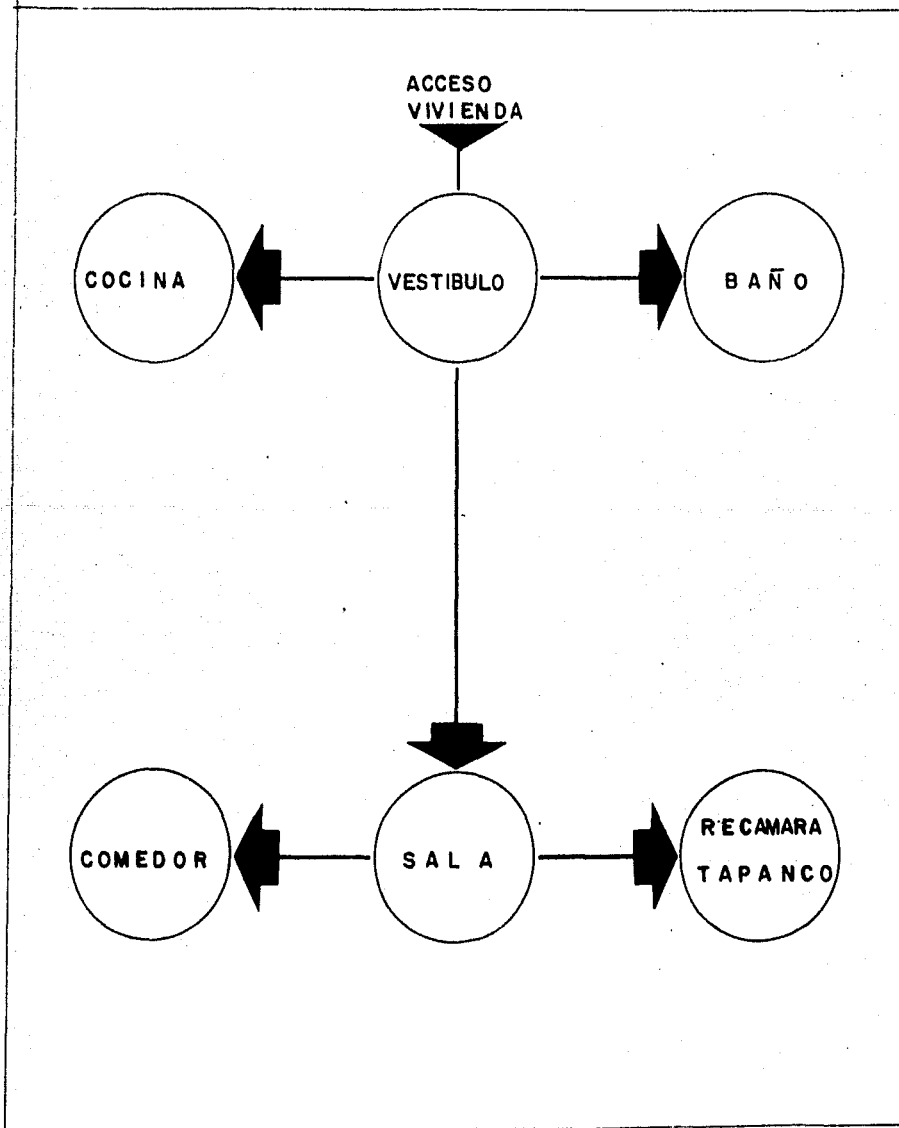 ACCESO
VIVIENDA
COCINA
VESTIBULO
BAÑO
COMEDOR
SALA
RECAMARA
TAPANCO